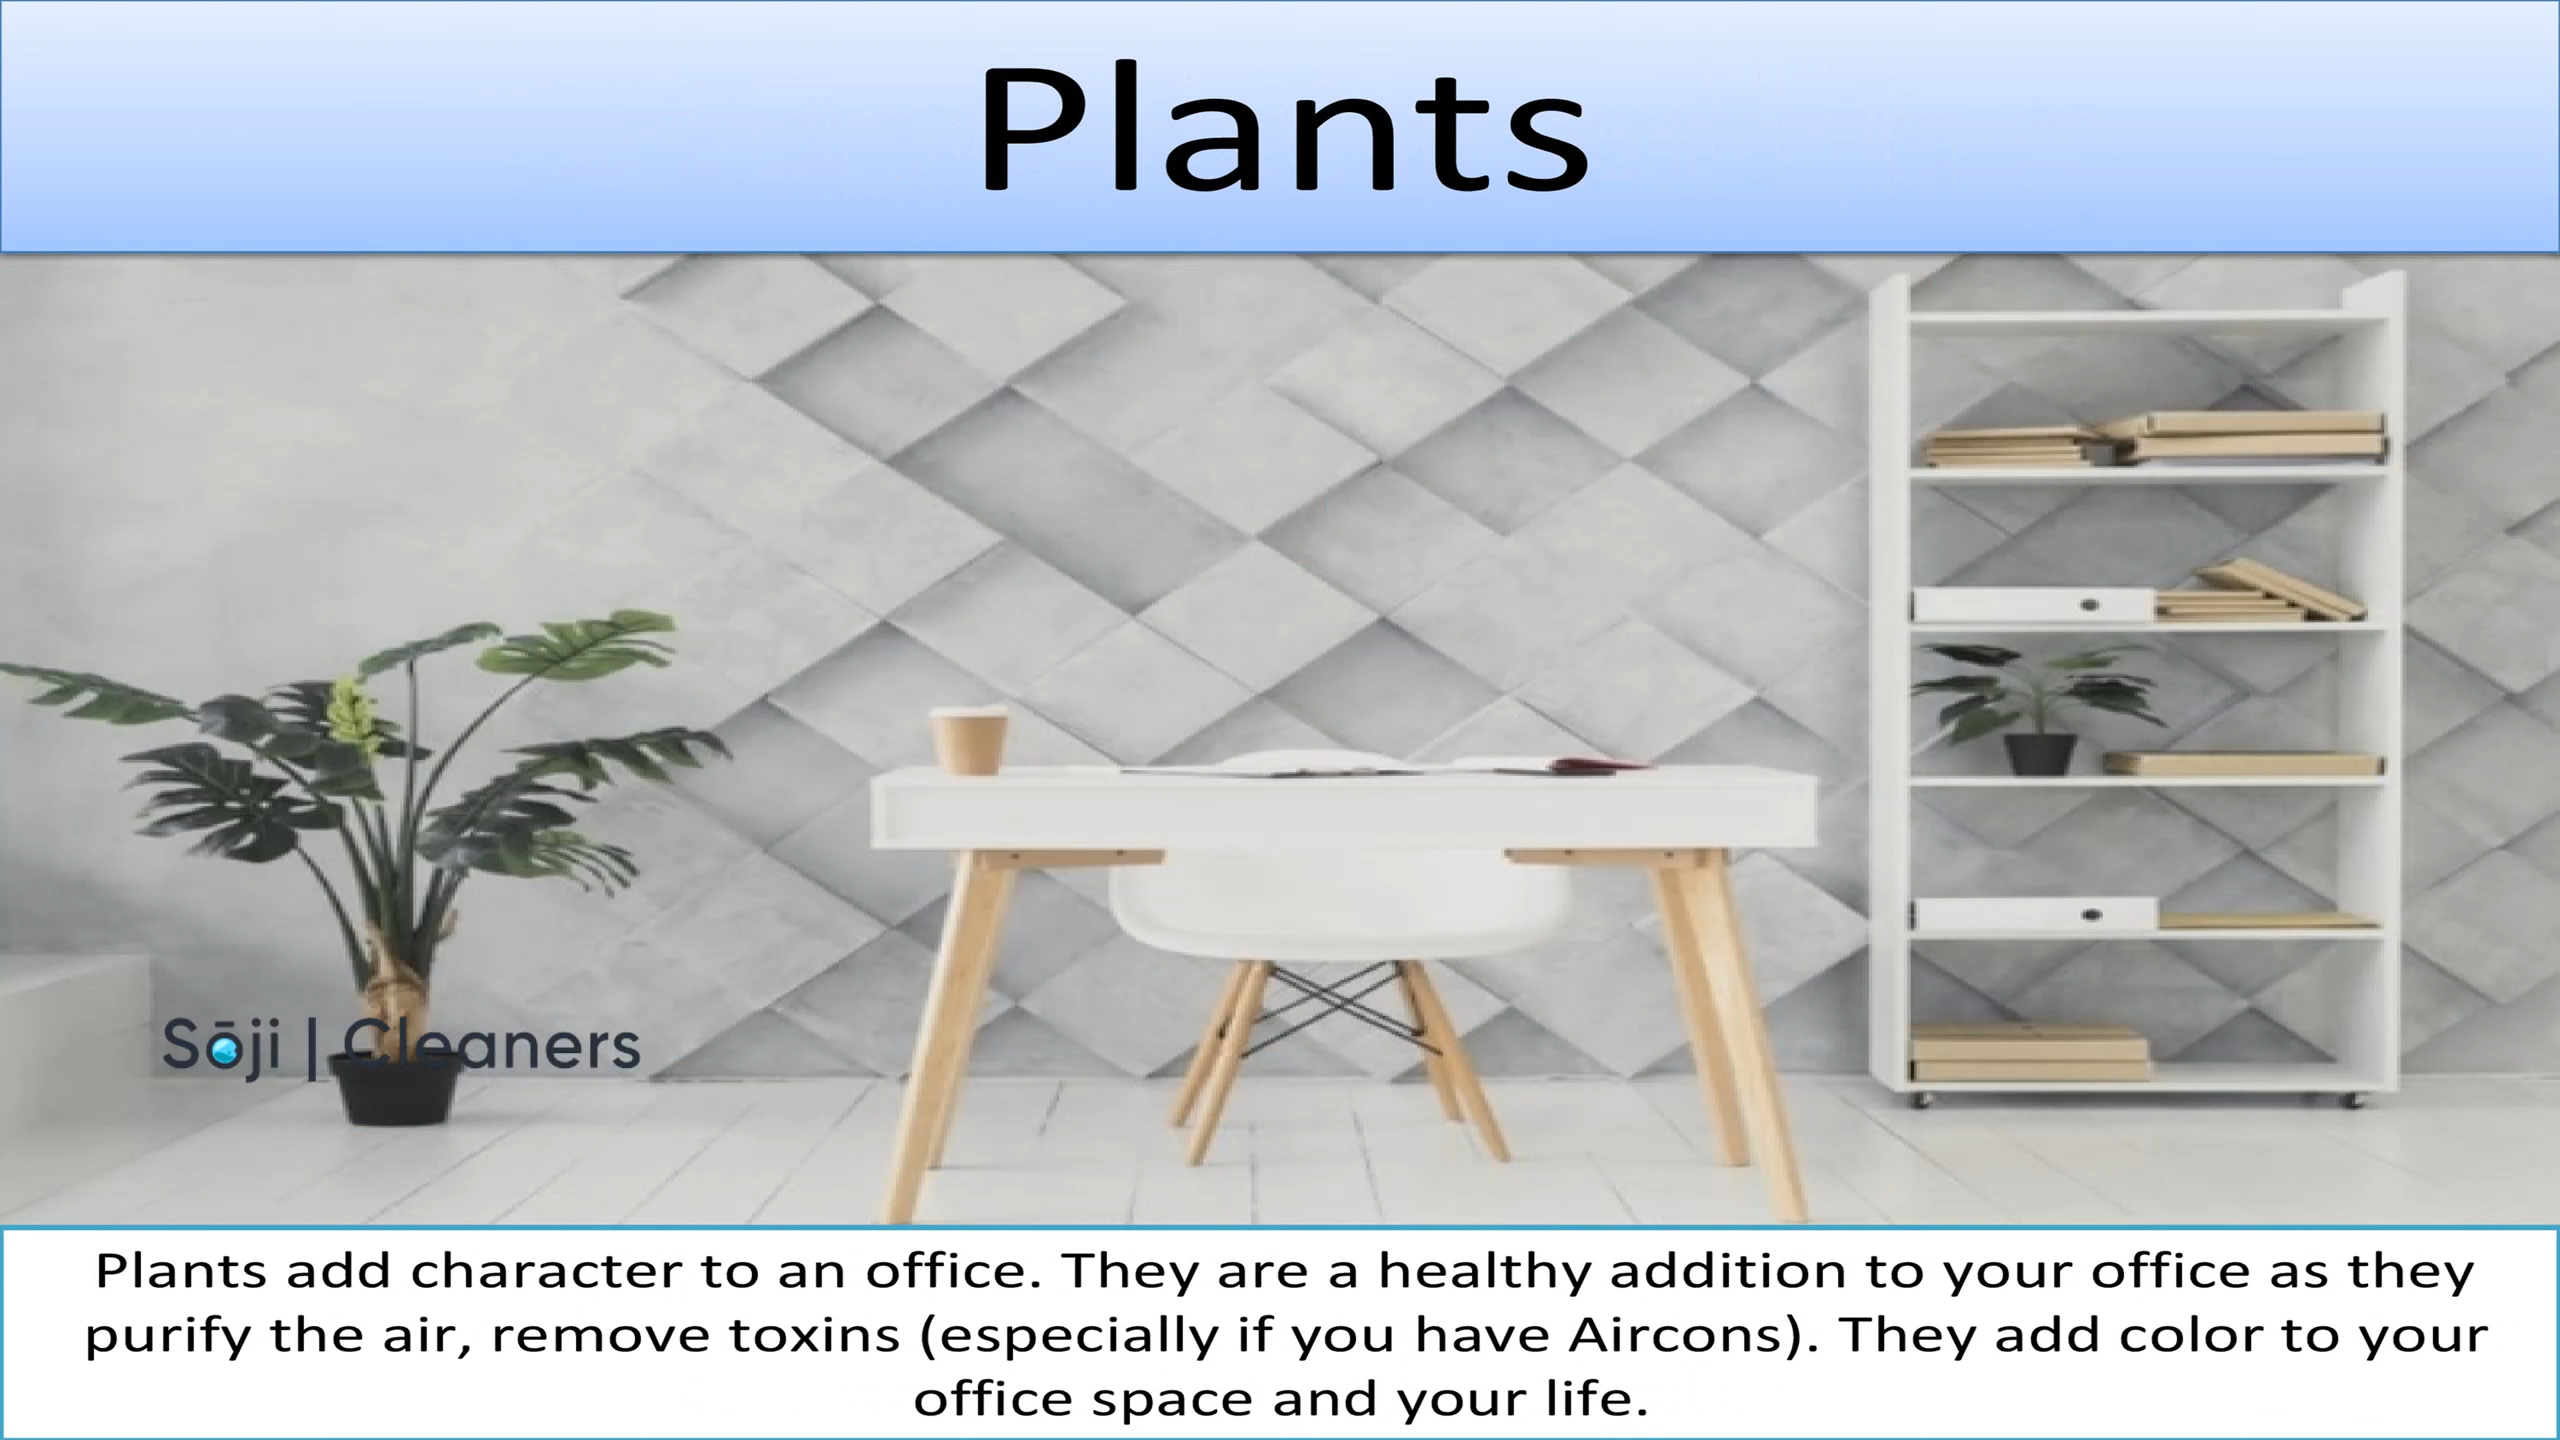 Plants
Sōji | Cleaners
Plants add character to an office. They are a healthy addition to your office as they
purify the air, remove toxins (especially if you have Aircons). They add color to your
office space and your life.